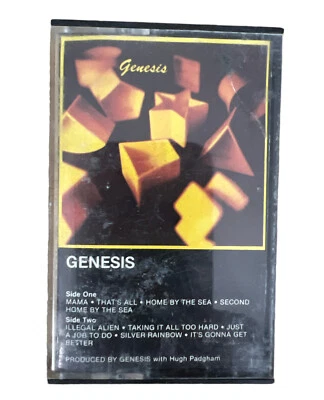 Genesis
GENESIS
Side One
MAMA • THAT'S ALL • HOME BY THE SEA • SECOND
HOME BY THE SEA
Side Two
ILLEGAL ALIEN • TAKING IT ALL TOO HARD • JUST
A JOB TO DO • SILVER RAINBOW • IT'S GONNA GET
BETTER
PRODUCED BY GENESIS with Hugh Padgham